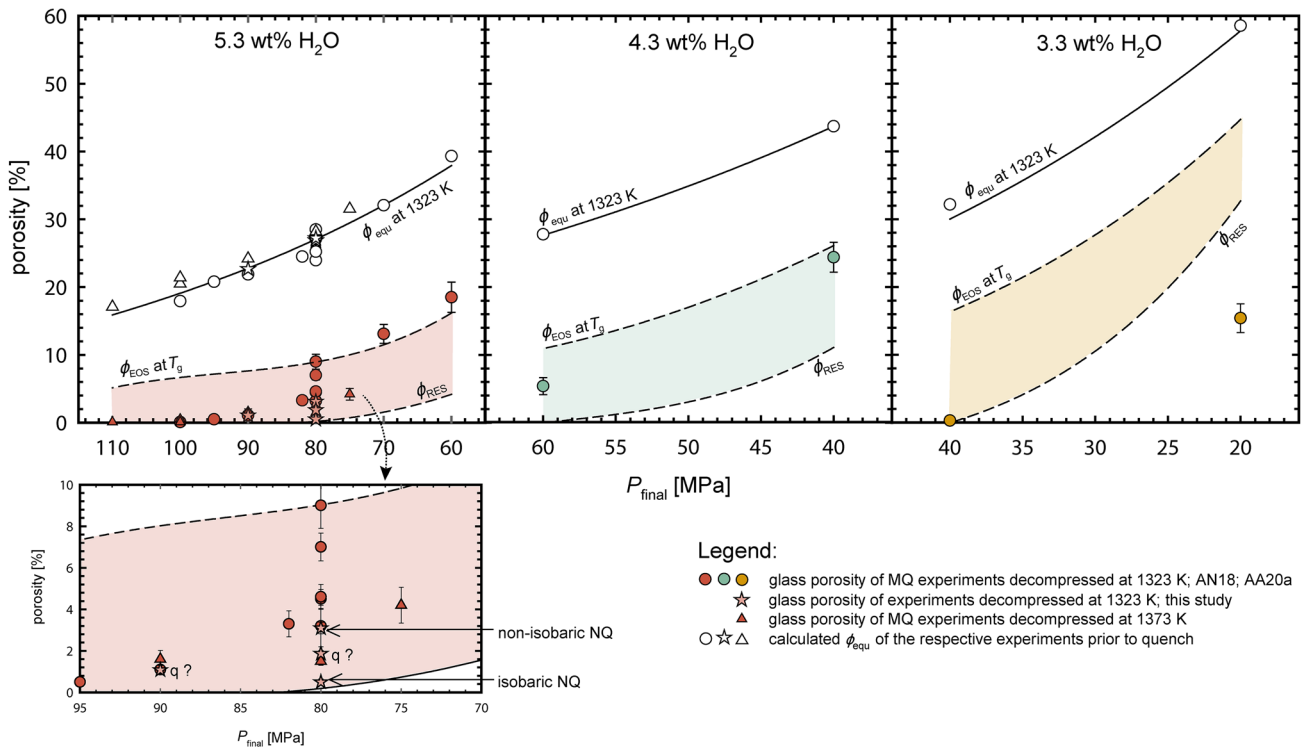 60
50
40
30
20
10
0
porosity [%]
5.3 wt% H2O
4.3 wt% H2O
3.3 wt% H2O
ϕequ at 1323 K
ϕequ at 1323 K
ϕequ at 1323 K
ϕEOS at Tg
ϕEOS at Tg
ϕEOS at Tg
ϕRES
ϕRES
ϕRES
110 100 90 80 70 60
60 55 50 45 40
40 35 30 25 20
Pfinal [MPa]
10
8
6
4
2
0
porosity [%]
q ?
q ?
non-isobaric NQ
isobaric NQ
95 90 85 80 75 70
Pfinal [MPa]
Legend:
glass porosity of MQ experiments decompressed at 1323 K; AN18; AA20a
glass porosity of experiments decompressed at 1323 K; this study
glass porosity of MQ experiments decompressed at 1373 K
calculated ϕequ of the respective experiments prior to quench